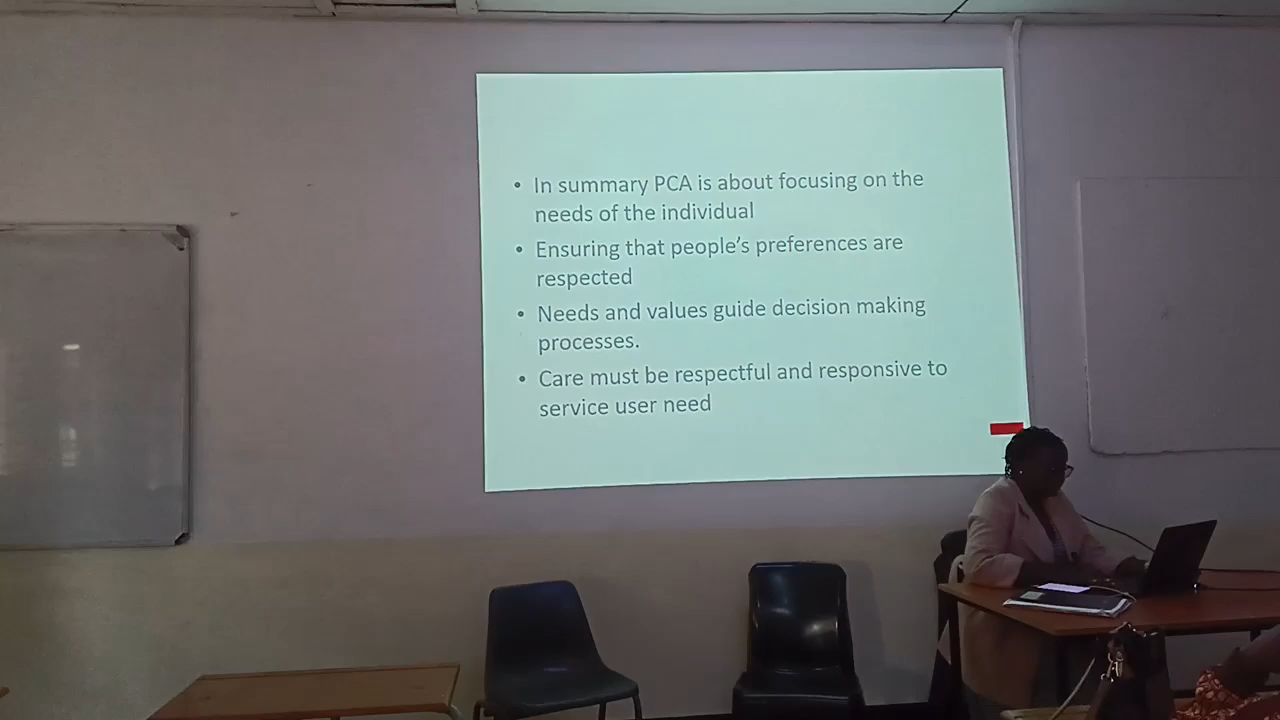 • In summary PCA is about focusing on the
needs of the individual
• Ensuring that people's preferences are
respected
• Needs and values guide decision making
processes.
• Care must be respectful and responsive to
service user need